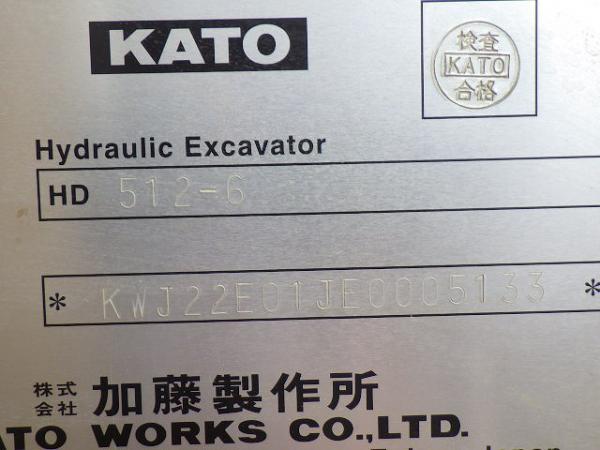 KATO
検査
KATO
合格
Hydraulic Excavator
HD 512-6
* KWJ22E01JE0005133 *
株式会社 加藤製作所
KATO WORKS CO.,LTD.